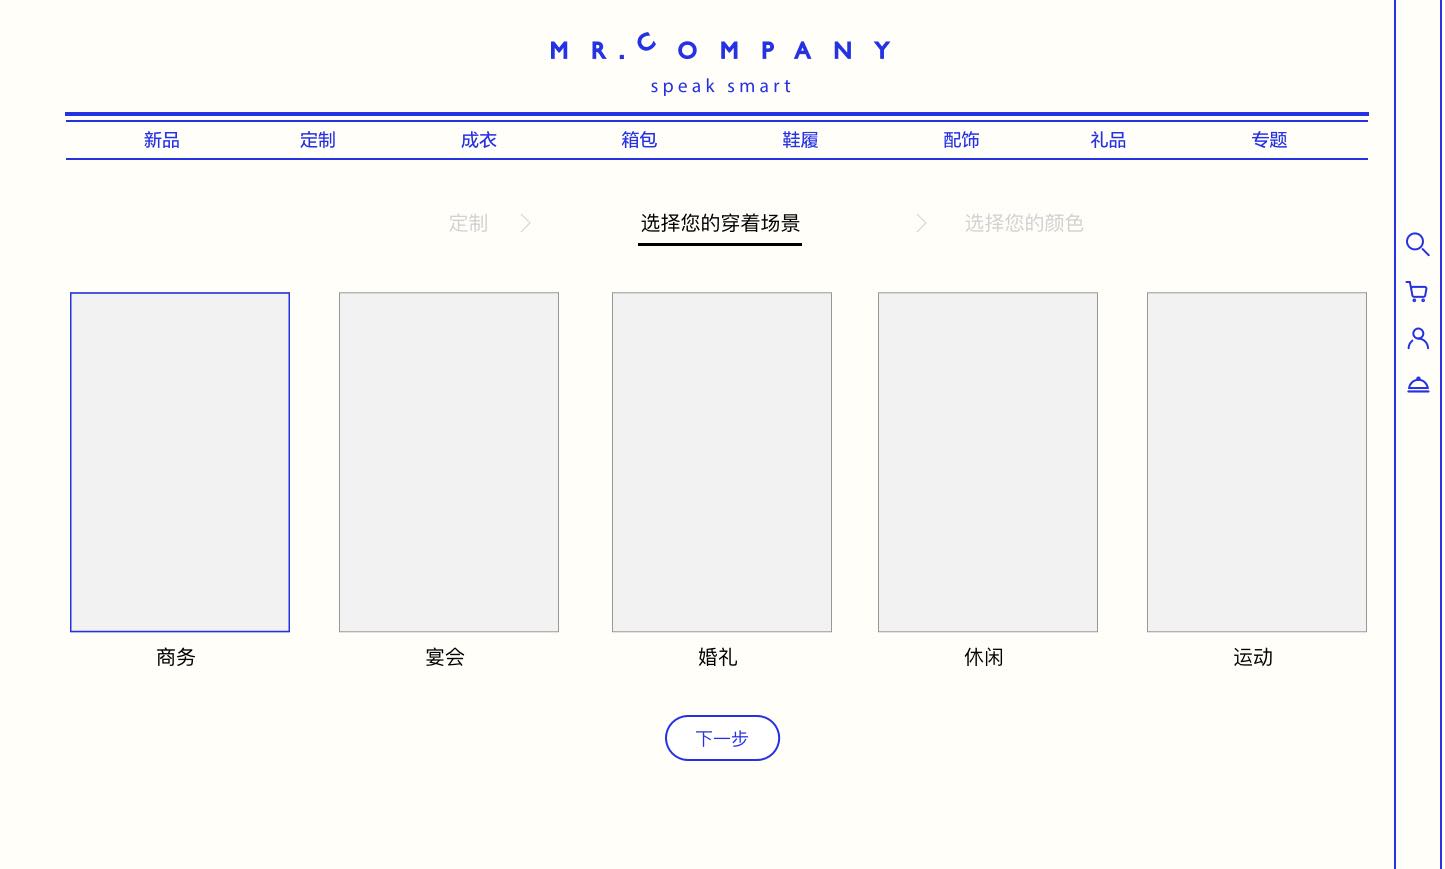 MR.COMPANY
speak smart
新品 定制 成衣 箱包 鞋履 配饰 礼品 专题
定制 > 选择您的穿着场景 > 选择您的颜色
商务 宴会 婚礼 休闲 运动
下一步